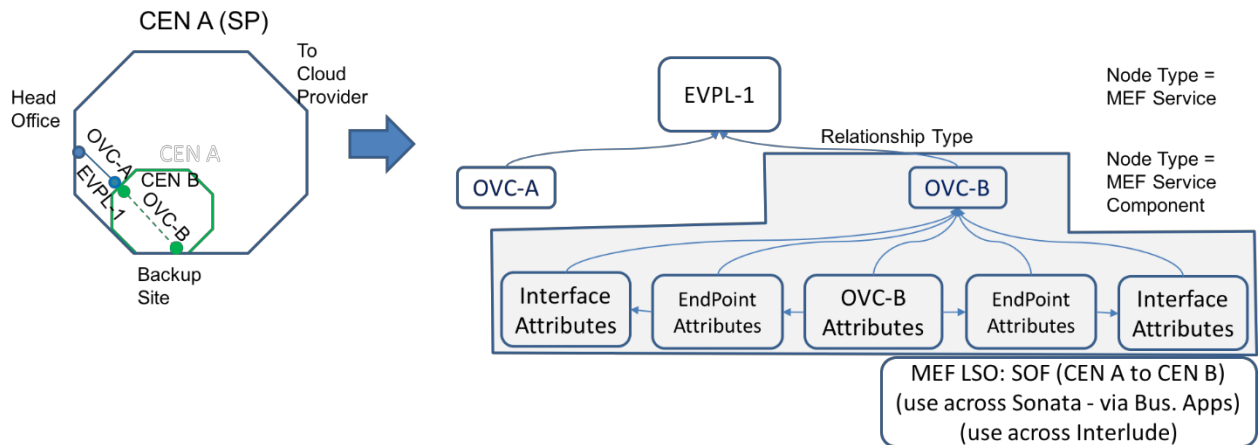 CEN A (SP)
To
Cloud
Provider
Head
Office
OVC-A
EVPL-1
CEN A
CEN B
OVC-B
Backup
Site
EVPL-1
Node Type =
MEF Service
Relationship Type
OVC-A
OVC-B
Node Type =
MEF Service
Component
Interface
Attributes
EndPoint
Attributes
OVC-B
Attributes
EndPoint
Attributes
Interface
Attributes
MEF LSO: SOF (CEN A to CEN B)
(use across Sonata - via Bus. Apps)
(use across Interlude)